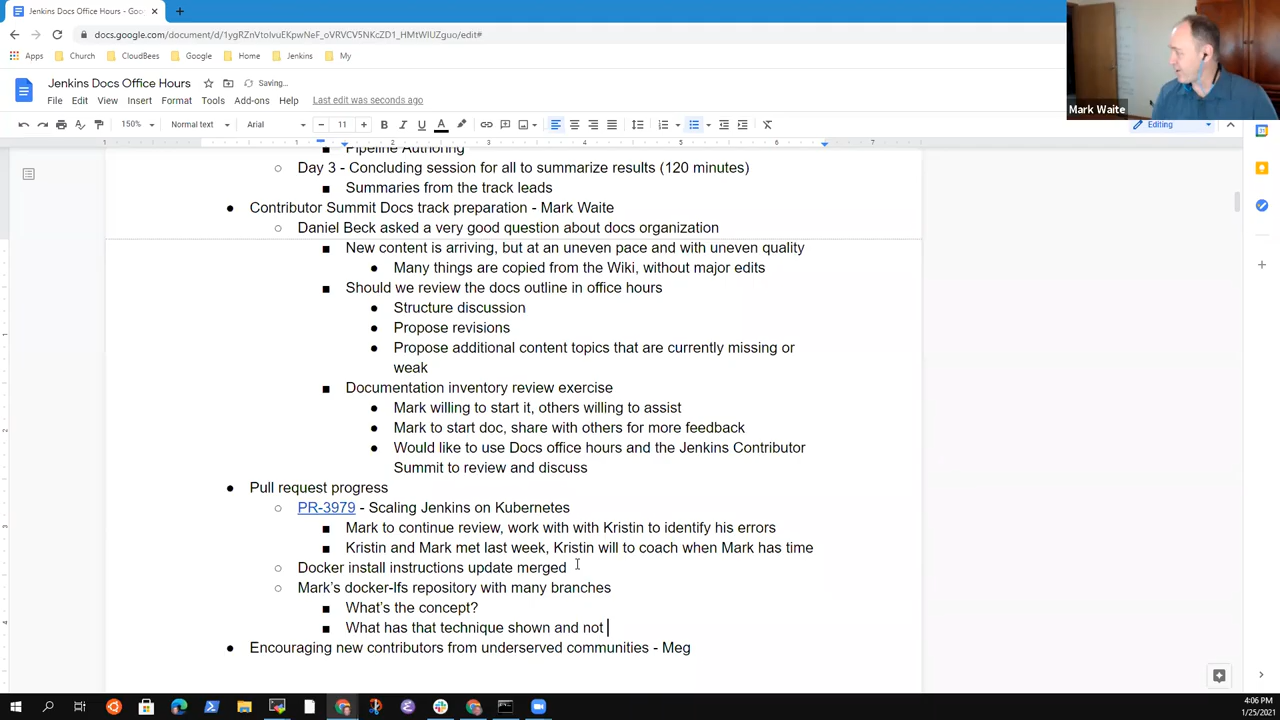 Jenkins Docs Office Hours - Goo
docs.google.com/document/d/1ygRZnVtoIvuEKpwNeF_oVRVCV5NKcZD1_HMtWIUZguo/edit#
Apps Church CloudBees Google Home Jenkins My
Jenkins Docs Office Hours Saving...
File Edit View Insert Format Tools Add-ons Help Last edit was seconds ago
Mark Waite
150% Normal text Arial 11 Editing
1 1 2 3 4 5 6 7
Pipeline Authoring
Day 3 - Concluding session for all to summarize results (120 minutes)
Summaries from the track leads
Contributor Summit Docs track preparation - Mark Waite
Daniel Beck asked a very good question about docs organization
New content is arriving, but at an uneven pace and with uneven quality
Many things are copied from the Wiki, without major edits
Should we review the docs outline in office hours
Structure discussion
Propose revisions
Propose additional content topics that are currently missing or
weak
Documentation inventory review exercise
Mark willing to start it, others willing to assist
Mark to start doc, share with others for more feedback
Would like to use Docs office hours and the Jenkins Contributor
Summit to review and discuss
Pull request progress
PR-3979 - Scaling Jenkins on Kubernetes
Mark to continue review, work with with Kristin to identify his errors
Kristin and Mark met last week, Kristin will to coach when Mark has time
Docker install instructions update merged
Mark's docker-lfs repository with many branches
What's the concept?
What has that technique shown and not
Encouraging new contributors from underserved communities - Meg
4:06 PM
1/25/2021